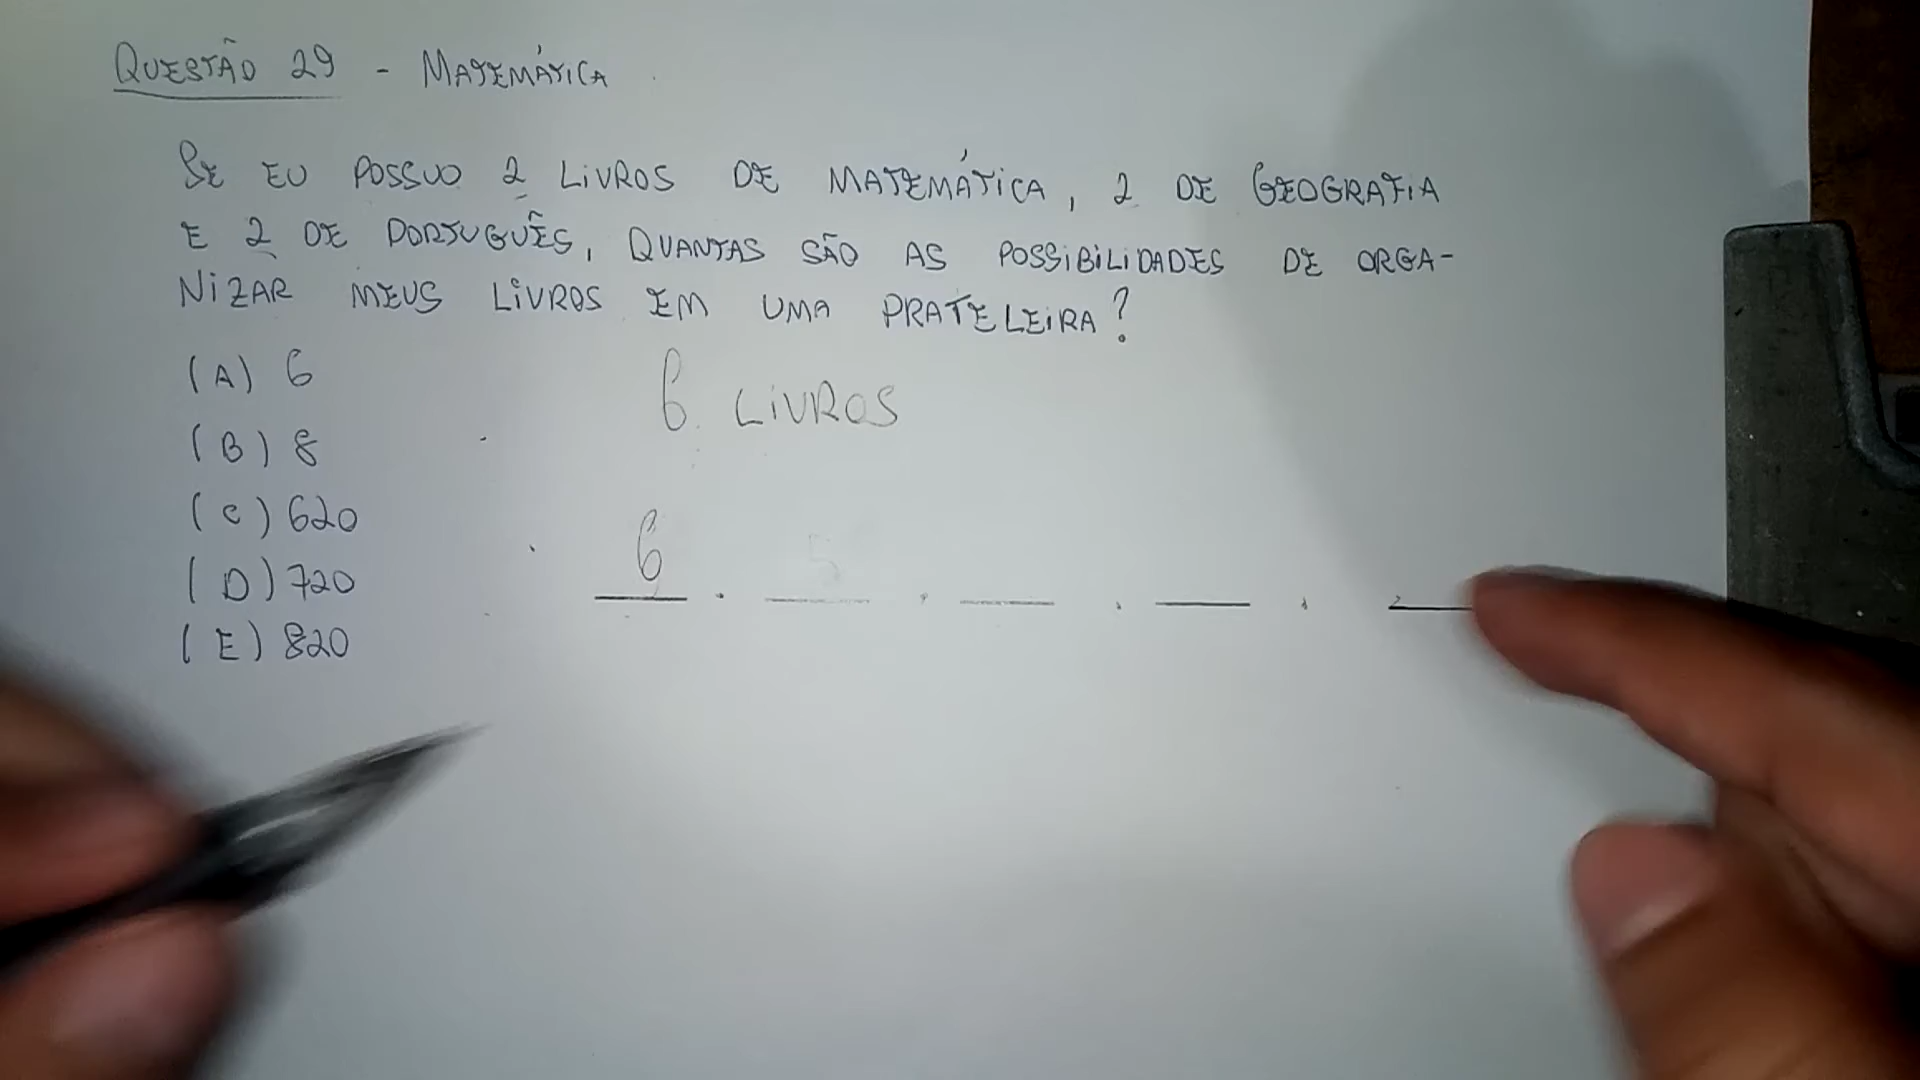 QUESTÃO 29 - MATEMÁTICA
SE EU POSSUO 2 LIVROS DE MATEMÁTICA, 2 DE GEOGRAFIA
E 2 DE PORTUGUÊS, QUANTAS SÃO AS POSSIBILIDADES DE ORGA-
NIZAR MEUS LIVROS EM UMA PRATELEIRA?
(A) 6
(B) 8
(C) 620
(D) 720
(E) 820
6 LIVROS
6 . 5 . . .